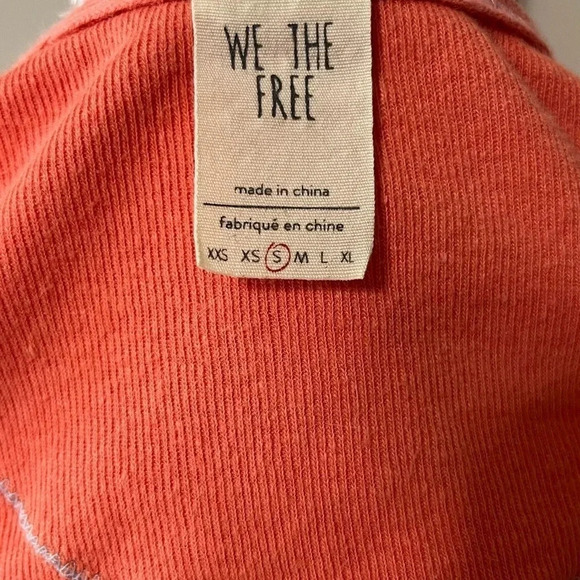 WE THE
FREE
made in china
fabriqué en chine
XXS XS S M L XL